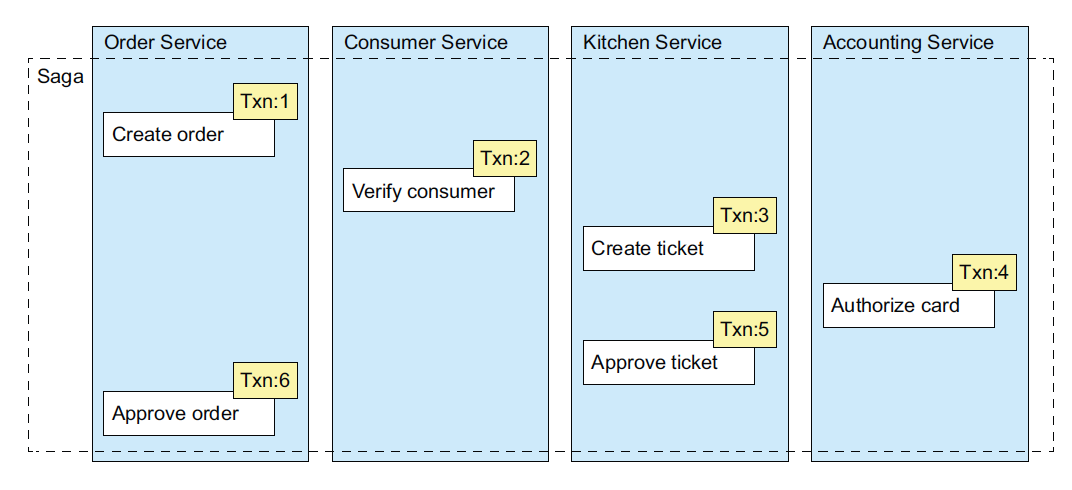 Order Service
Consumer Service
Kitchen Service
Accounting Service
Saga
Txn:1
Create order
Txn:2
Verify consumer
Txn:3
Create ticket
Txn:4
Authorize card
Txn:5
Approve ticket
Txn:6
Approve order